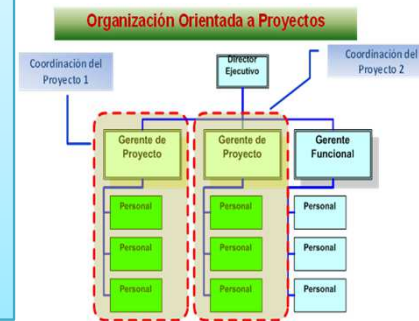 Organización Orientada a Proyectos
Coordinación del
Proyecto 1
Director
Ejecutivo
Coordinación del
Proyecto 2
Gerente de
Proyecto
Gerente de
Proyecto
Gerente
Funcional
Personal
Personal
Personal
Personal
Personal
Personal
Personal
Personal
Personal